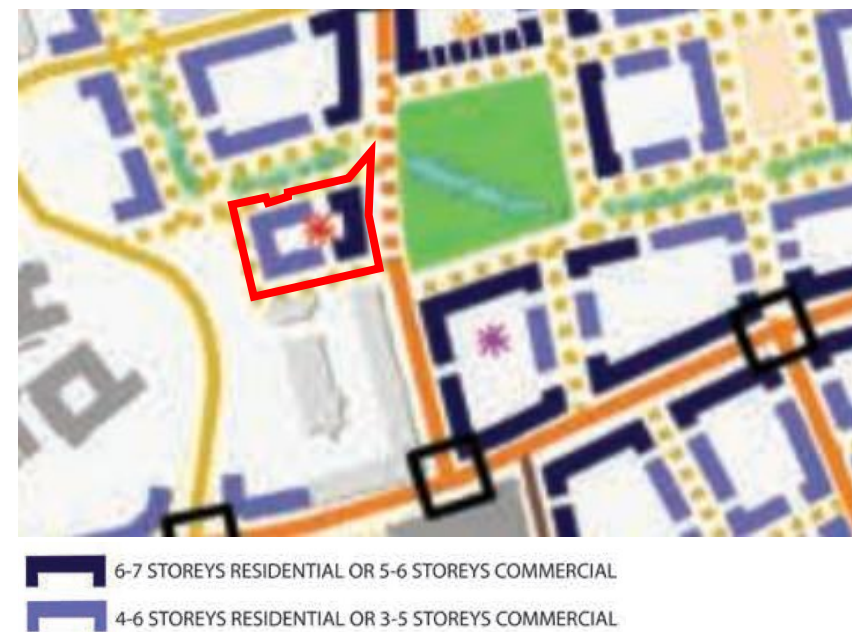 6-7 STOREYS RESIDENTIAL OR 5-6 STOREYS COMMERCIAL
4-6 STOREYS RESIDENTIAL OR 3-5 STOREYS COMMERCIAL